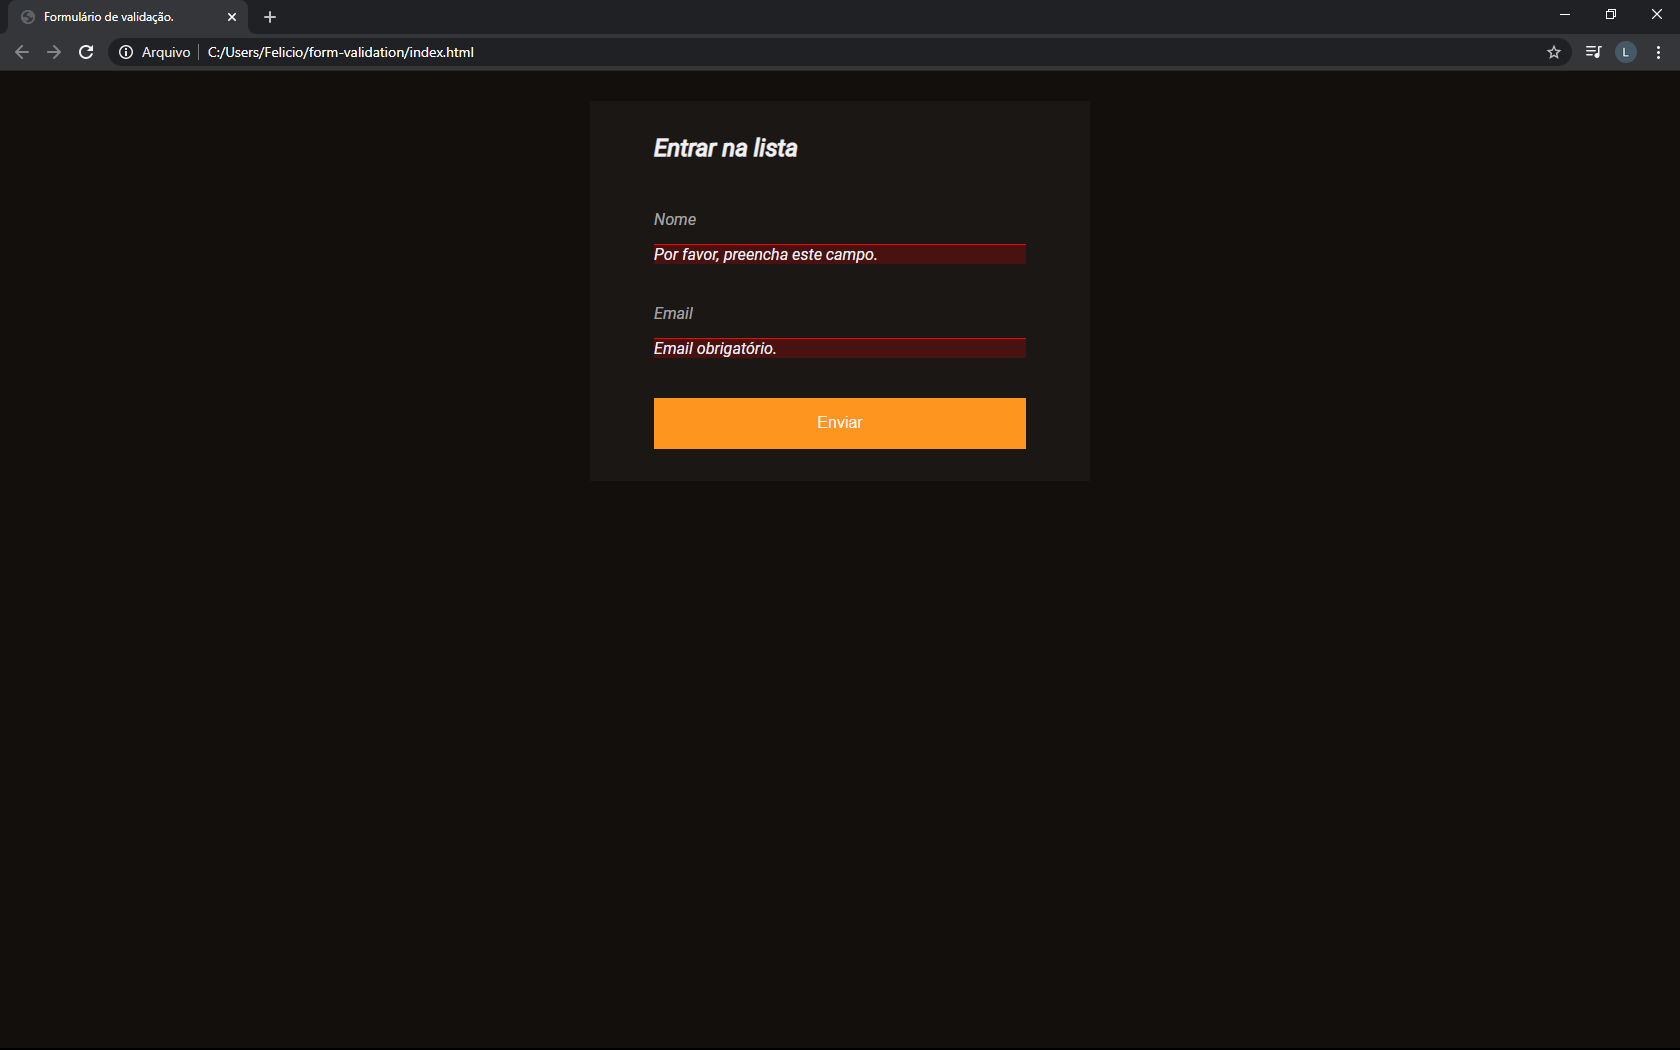 Formulário de validação.
Arquivo C:/Users/Felicio/form-validation/index.html
L
Entrar na lista
Nome
Por favor, preencha este campo.
Email
Email obrigatório.
Enviar